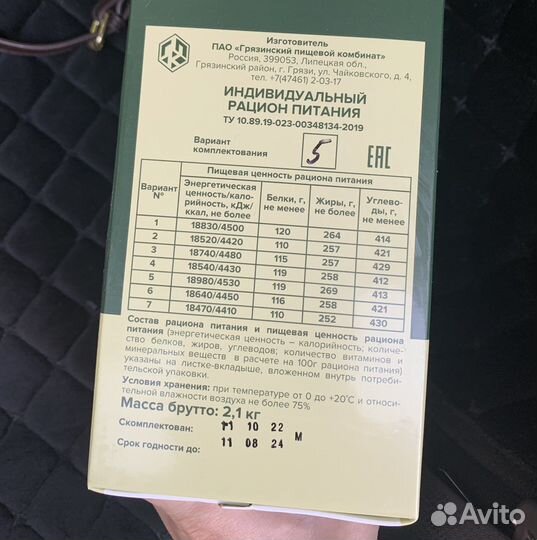 Изготовитель
ПАО «Грязинский пищевой комбинат»
Россия, 399053, Липецкая обл.,
Грязинский район, г. Грязи, ул. Чайковского, д. 4,
тел. +7(47461) 2-03-17
ИНДИВИДУАЛЬНЫЙ
РАЦИОН ПИТАНИЯ
ТУ 10.89.19-023-00348134-2019
Вариант
комплектования 5 EAC
Пищевая ценность рациона питания
Вариант № Энергетическая ценность/кало-рийность, кДж/ккал, не более Белки, г, не менее Жиры, г, не более Углево-ды, г, не менее
1 18830/4500 120 264 414
2 18520/4420 110 257 421
3 18740/4480 115 257 429
4 18540/4430 119 258 412
5 18980/4530 119 269 413
6 18640/4450 116 258 421
7 18470/4410 110 252 430
Состав рациона питания и пищевая ценность рациона
питания (энергетическая ценность – калорийность; количе-
ство белков, жиров, углеводов; количество витаминов и
минеральных веществ в расчете на 100г рациона питания)
указаны на листке-вкладыше, вложенном внутрь потреби-
тельской упаковки.
Условия хранения: при температуре от 0 до +20°С и относи-
тельной влажности воздуха не более 75%
Масса брутто: 2,1 кг
Скомплектован: 11 10 22 М
Срок годности до: 11 08 24
Avito